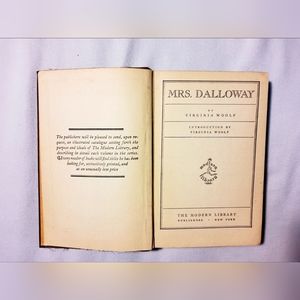 The publishers will be pleased to send, upon re-
quest, an illustrated catalogue setting forth the
purpose and ideals of The Modern Library, and
describing in detail each volume in the series.
Every reader of books will find titles he has been
looking for, attractively printed, and
at an unusually low price
MRS. DALLOWAY
BY
VIRGINIA WOOLF
INTRODUCTION BY
VIRGINIA WOOLF
THE MODERN LIBRARY
PUBLISHERS · NEW YORK